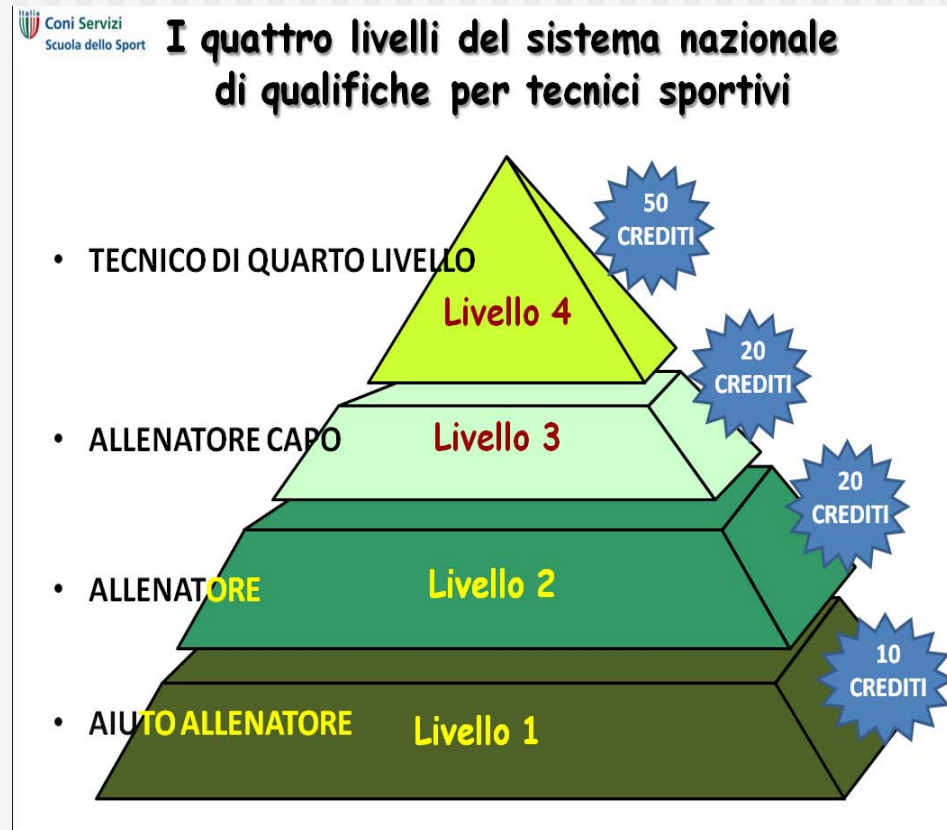 Italia
Coni Servizi
Scuola dello Sport
I quattro livelli del sistema nazionale
di qualifiche per tecnici sportivi
50
CREDITI
• TECNICO DI QUARTO LIVELLO
Livello 4
20
CREDITI
• ALLENATORE CAPO
Livello 3
20
CREDITI
• ALLENATORE
Livello 2
10
CREDITI
• AIUTO ALLENATORE
Livello 1